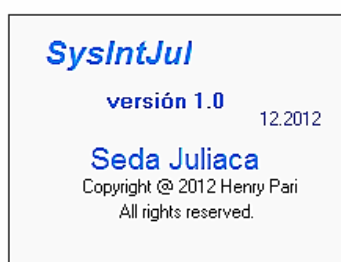 SysIntJul
versión 1.0
12.2012
Seda Juliaca
Copyright @ 2012 Henry Pari
All rights reserved.